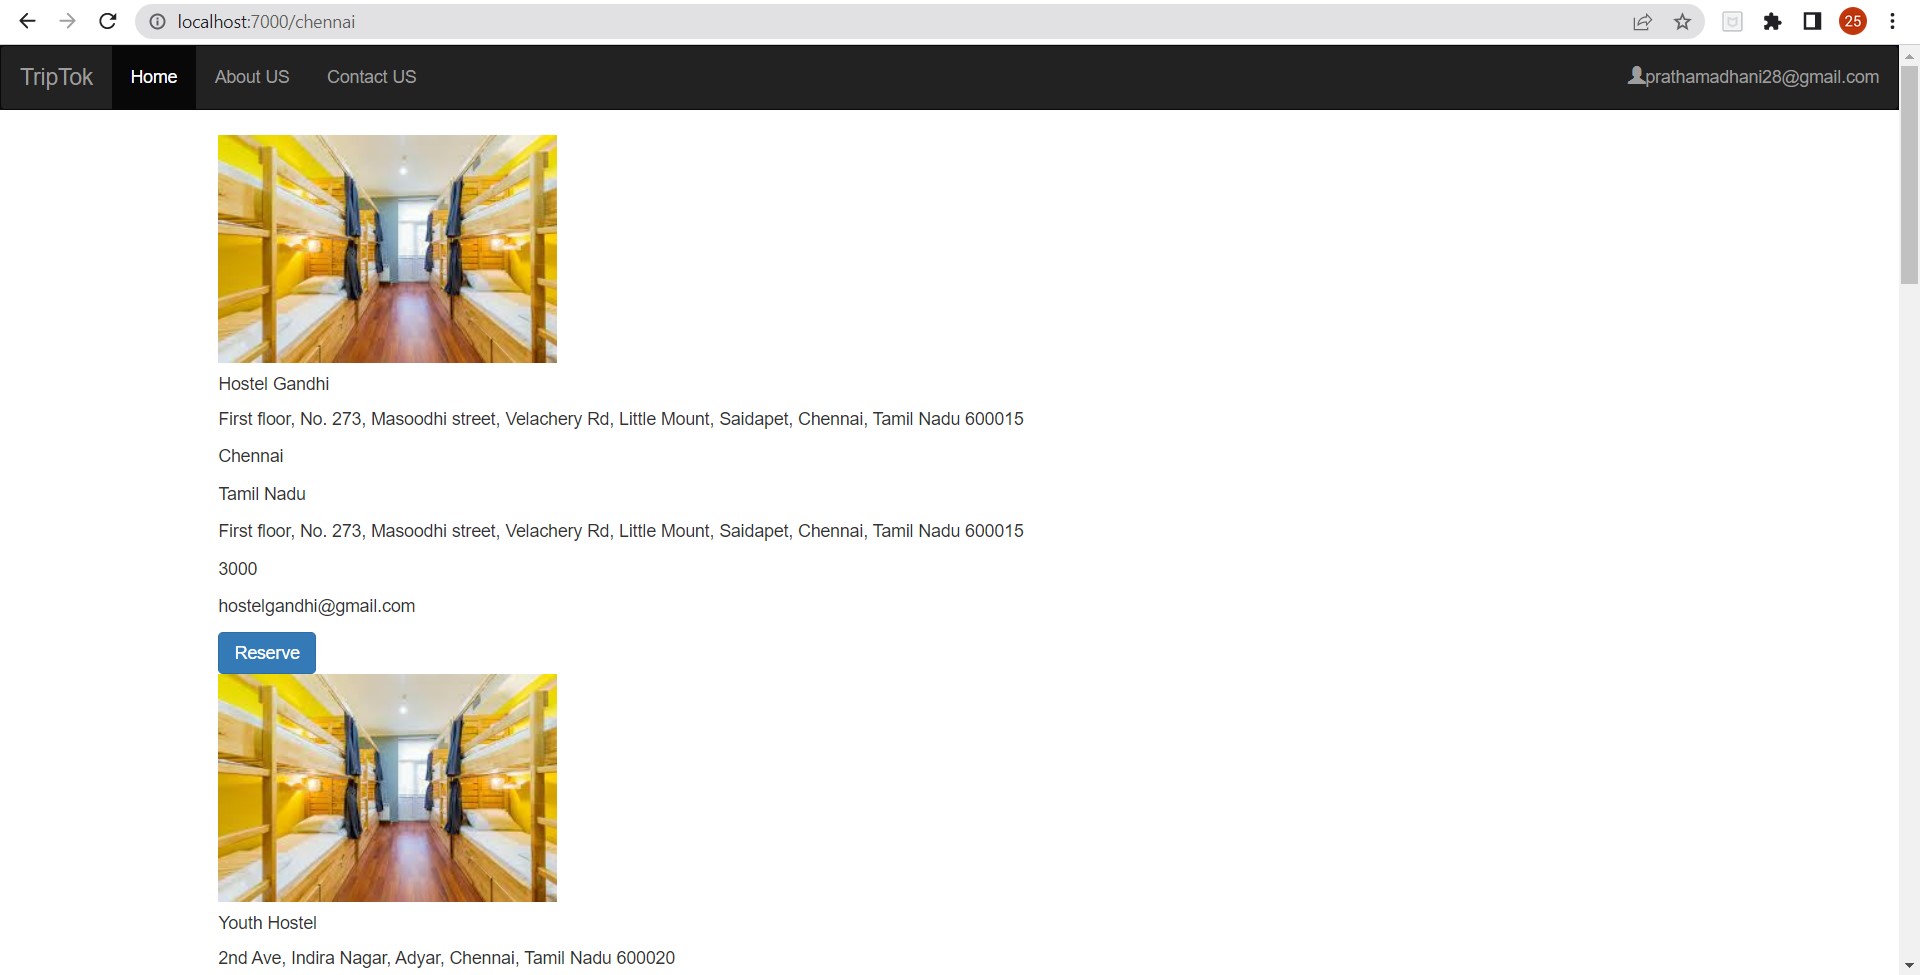 localhost:7000/chennai
25
TripTok Home About US Contact US prathamadhani28@gmail.com
Hostel Gandhi
First floor, No. 273, Masoodhi street, Velachery Rd, Little Mount, Saidapet, Chennai, Tamil Nadu 600015
Chennai
Tamil Nadu
First floor, No. 273, Masoodhi street, Velachery Rd, Little Mount, Saidapet, Chennai, Tamil Nadu 600015
3000
hostelgandhi@gmail.com
Reserve
Youth Hostel
2nd Ave, Indira Nagar, Adyar, Chennai, Tamil Nadu 600020